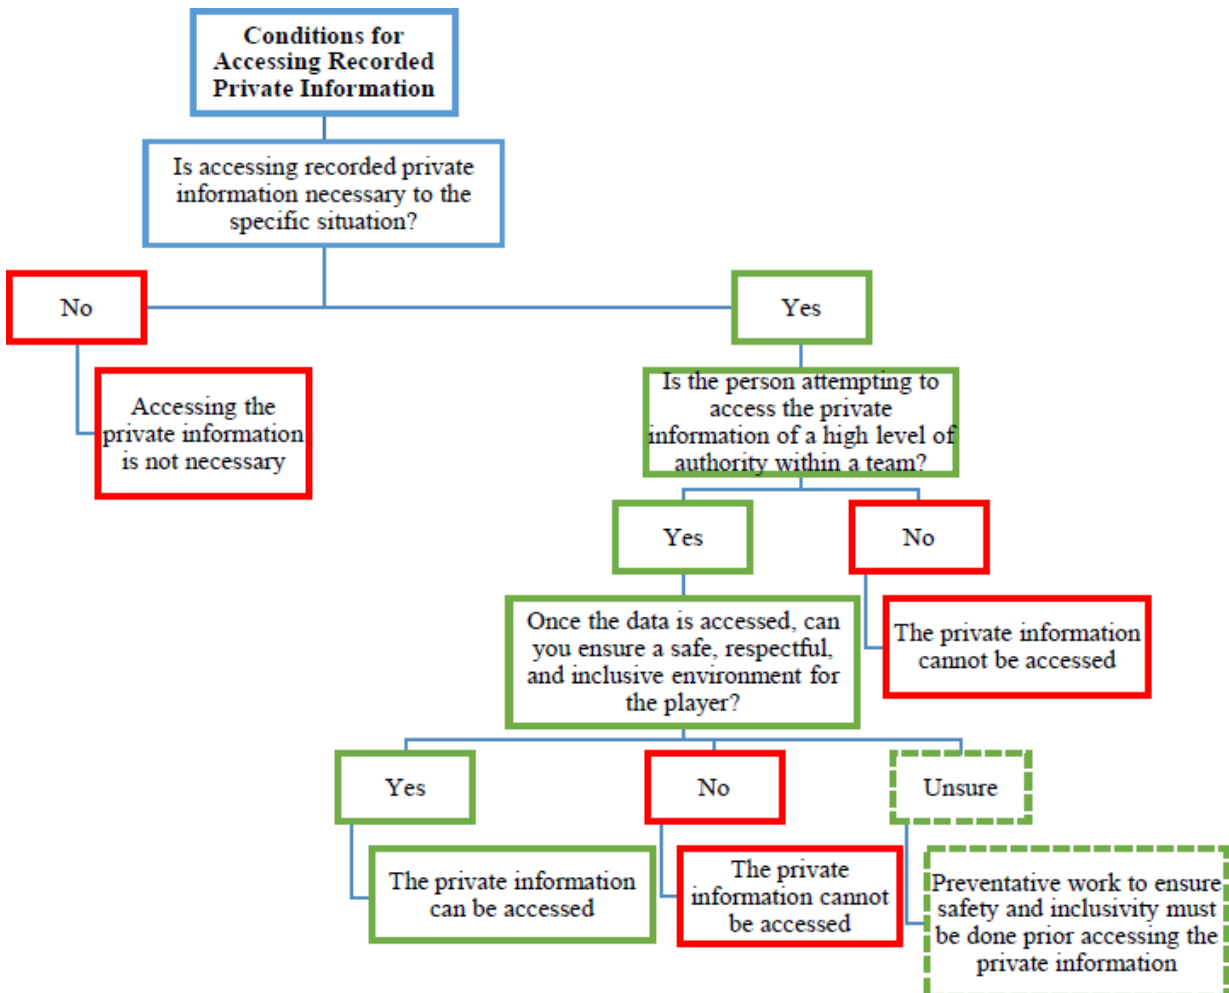 Conditions for
Accessing Recorded
Private Information
Is accessing recorded private
information necessary to the
specific situation?
No
Yes
Accessing the
private information
is not necessary
Is the person attempting to
access the private
information of a high level of
authority within a team?
Yes
No
Once the data is accessed, can
you ensure a safe, respectful,
and inclusive environment for
the player?
The private information
cannot be accessed
Yes
No
Unsure
The private information
can be accessed
The private
information cannot
be accessed
Preventative work to ensure
safety and inclusivity must
be done prior accessing the
private information